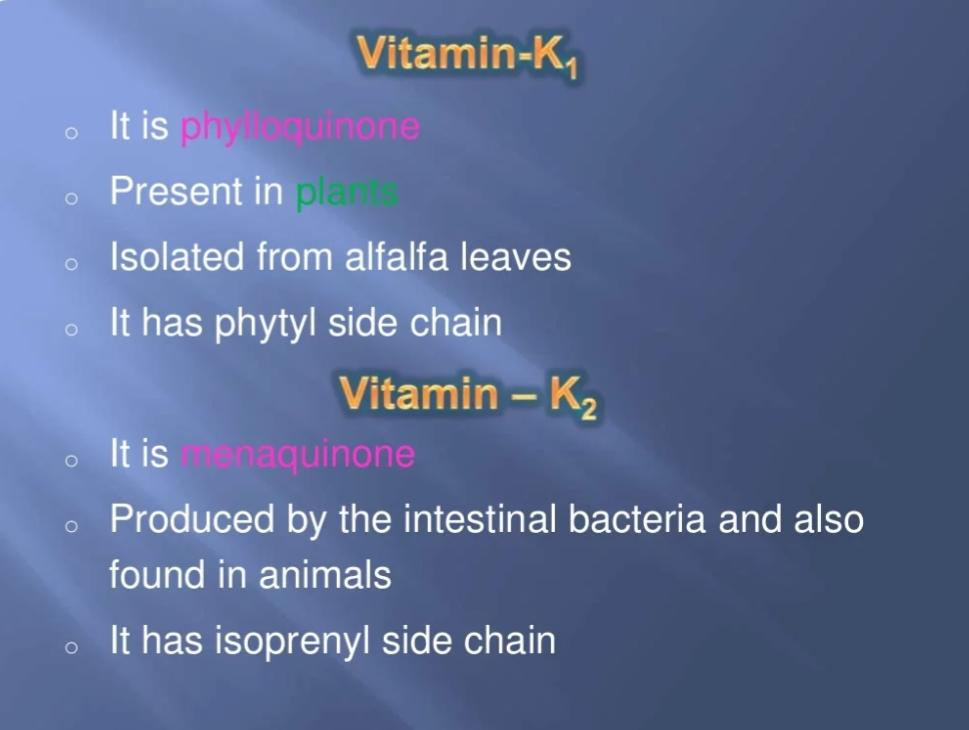 Vitamin-K₁
o It is phylloquinone
o Present in plants
o Isolated from alfalfa leaves
o It has phytyl side chain
Vitamin – K₂
o It is menaquinone
o Produced by the intestinal bacteria and also
found in animals
o It has isoprenyl side chain